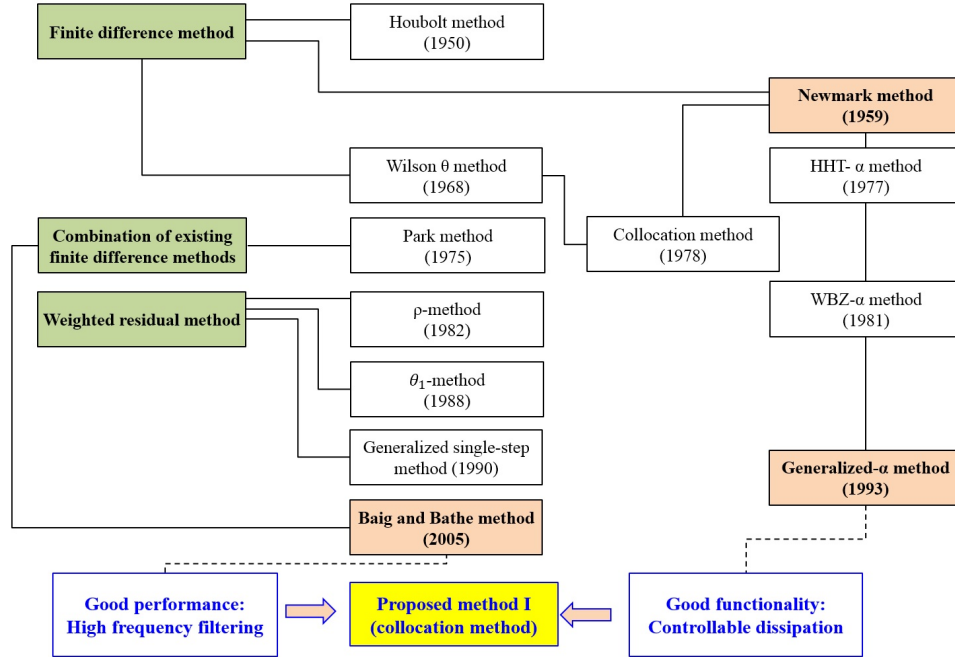 Finite difference method
Houbolt method
(1950)
Newmark method
(1959)
Wilson θ method
(1968)
HHT- α method
(1977)
Combination of existing
finite difference methods
Park method
(1975)
Collocation method
(1978)
Weighted residual method
ρ-method
(1982)
WBZ-α method
(1981)
θ₁-method
(1988)
Generalized single-step
method (1990)
Generalized-α method
(1993)
Baig and Bathe method
(2005)
Good performance:
High frequency filtering
Proposed method I
(collocation method)
Good functionality:
Controllable dissipation